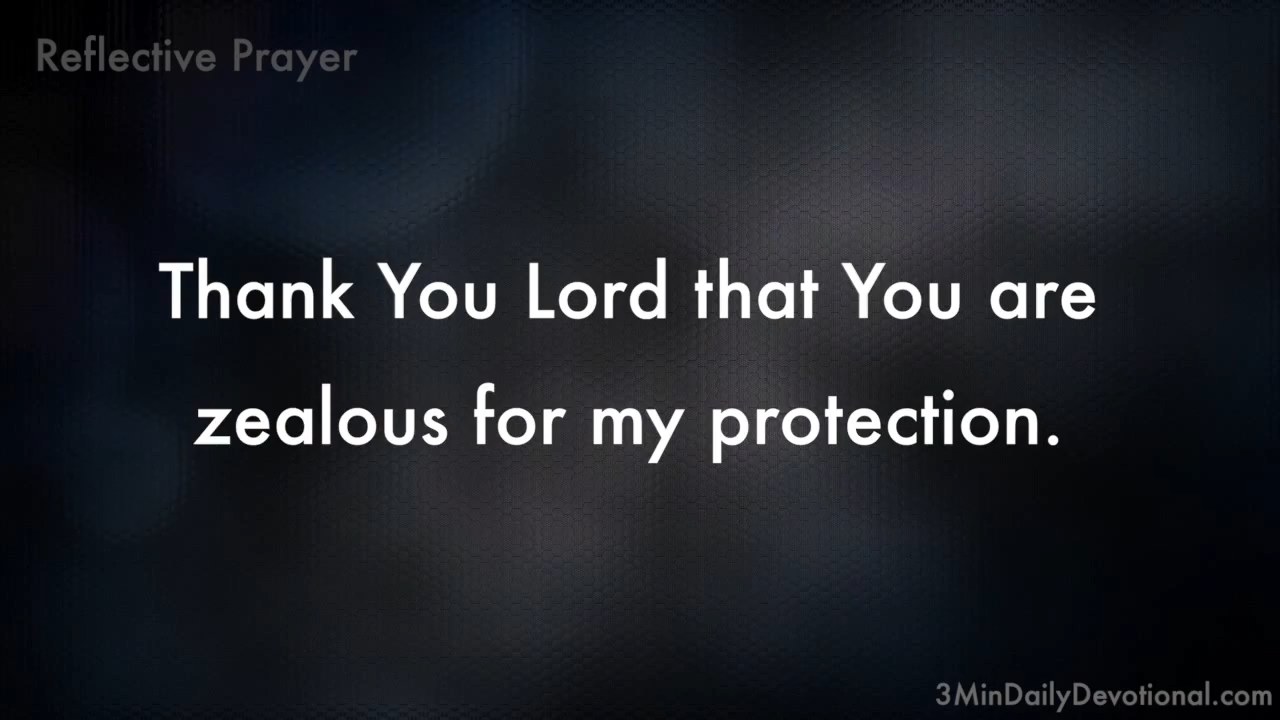 Reflective Prayer
Thank You Lord that You are
zealous for my protection.
3MinDailyDevotional.com